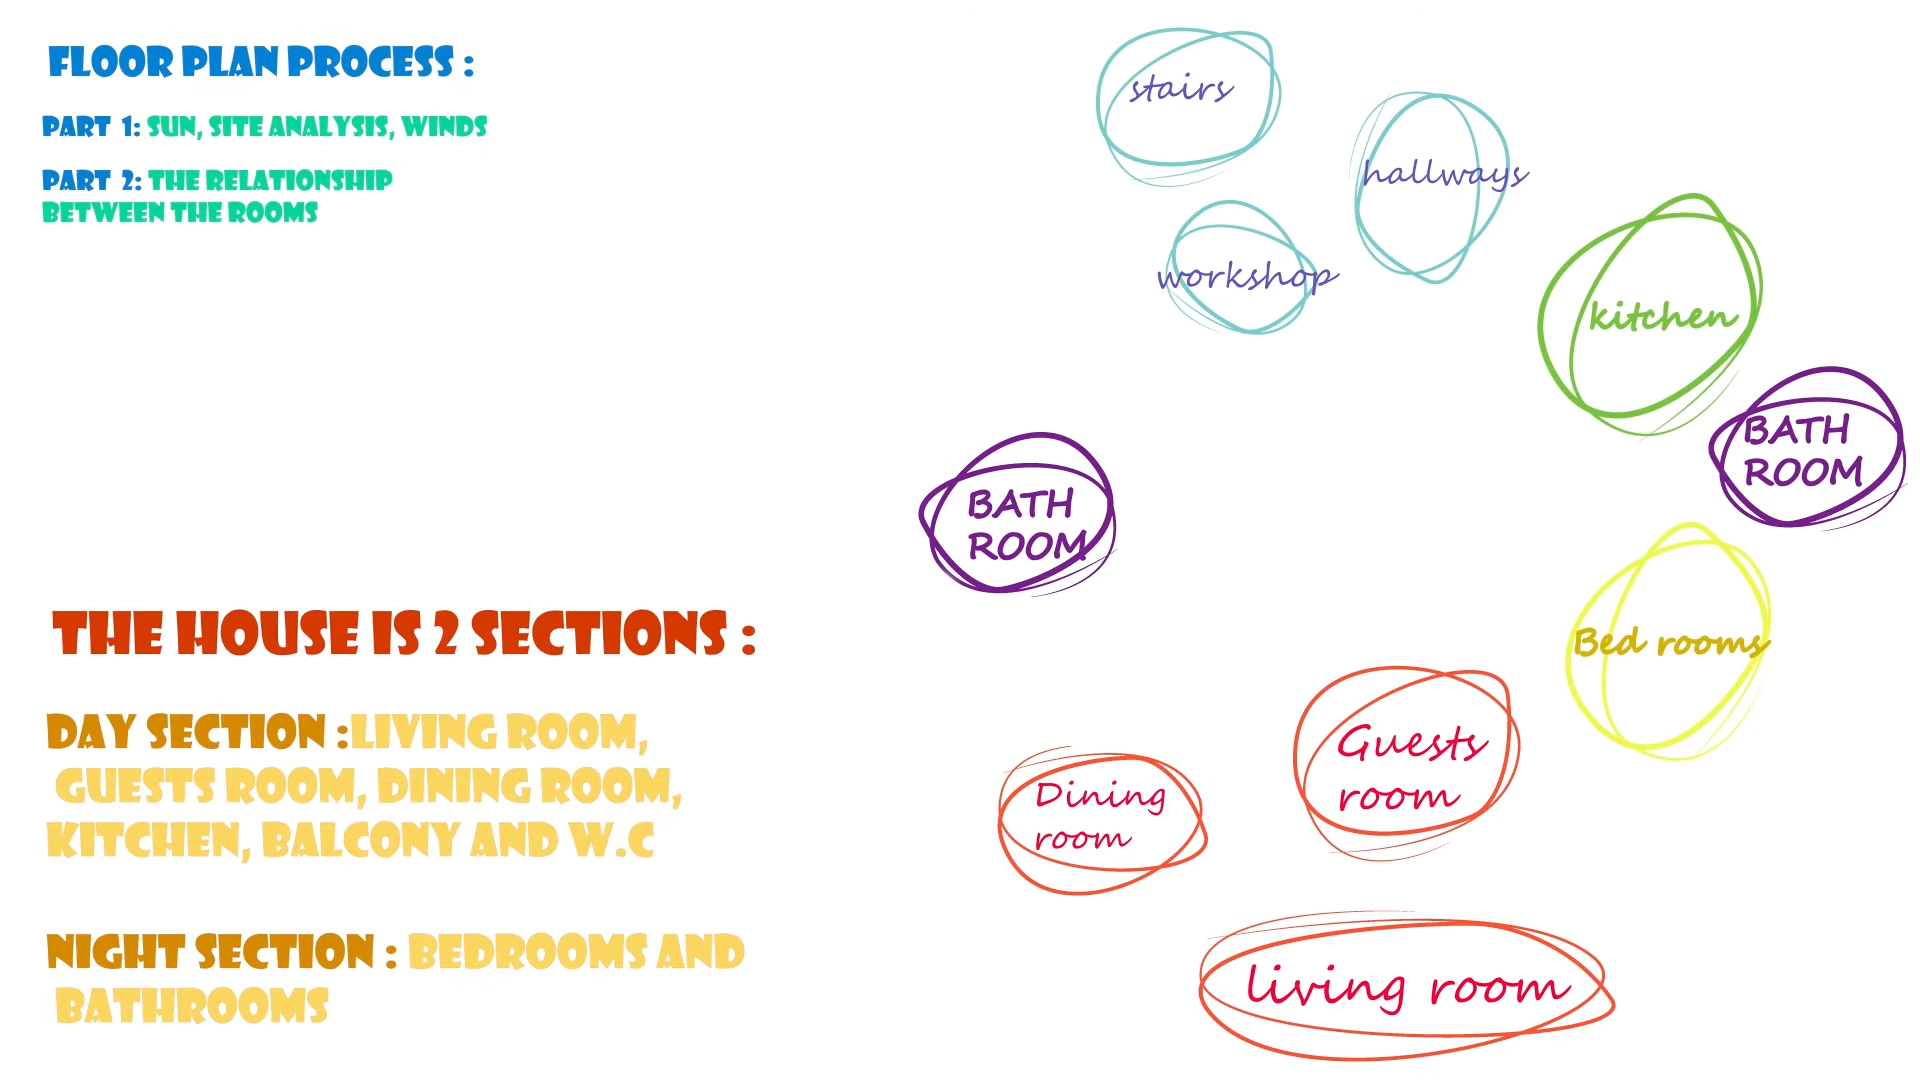 FLOOR PLAN PROCESS :
PART 1: SUN, SITE ANALYSIS, WINDS
PART 2: THE RELATIONSHIP
BETWEEN THE ROOMS
THE HOUSE IS 2 SECTIONS :
DAY SECTION :LIVING ROOM,
GUESTS ROOM, DINING ROOM,
KITCHEN, BALCONY AND W.C
NIGHT SECTION : BEDROOMS AND
BATHROOMS
stairs
hallways
workshop
kitchen
BATH
ROOM
BATH
ROOM
Bed rooms
Guests
room
Dining
room
living room